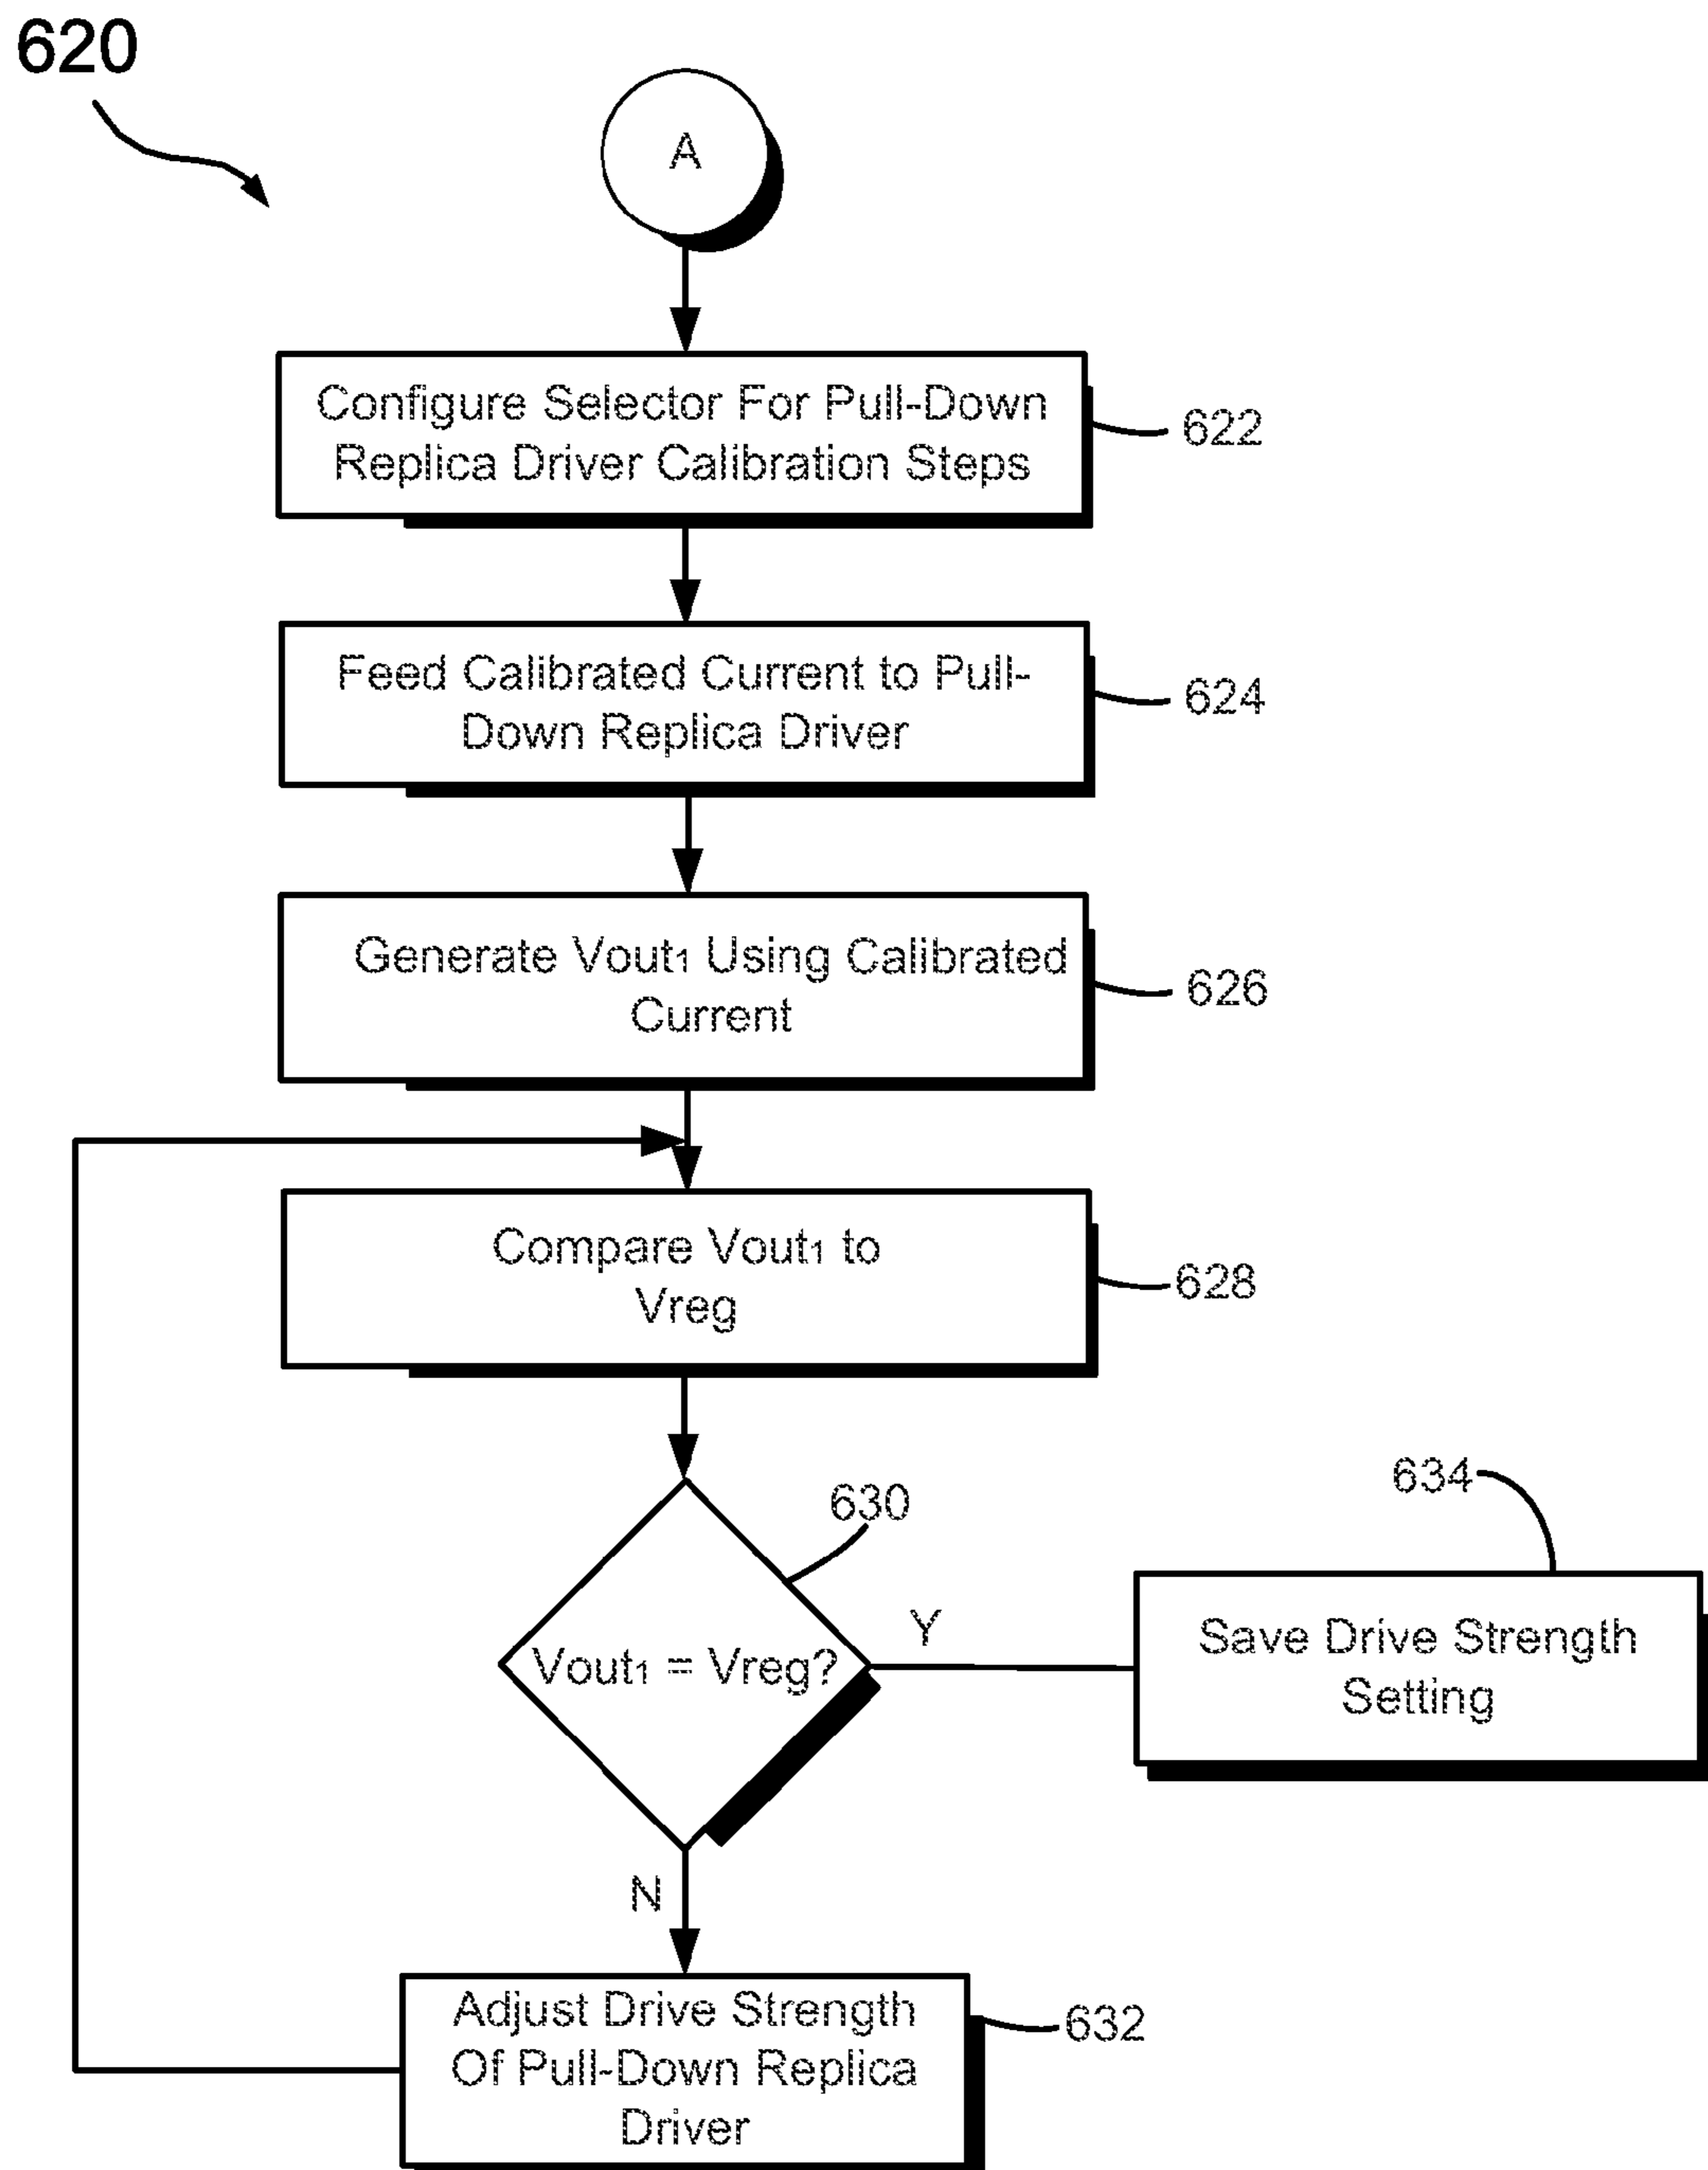 620
A
Configure Selector For Pull-Down
Replica Driver Calibration Steps
622
Feed Calibrated Current to Pull-
Down Replica Driver
624
Generate Vout₁ Using Calibrated
Current
626
Compare Vout₁ to
Vreg
628
630
Vout₁ = Vreg?
Y
634
Save Drive Strength
Setting
N
Adjust Drive Strength
Of Pull-Down Replica
Driver
632